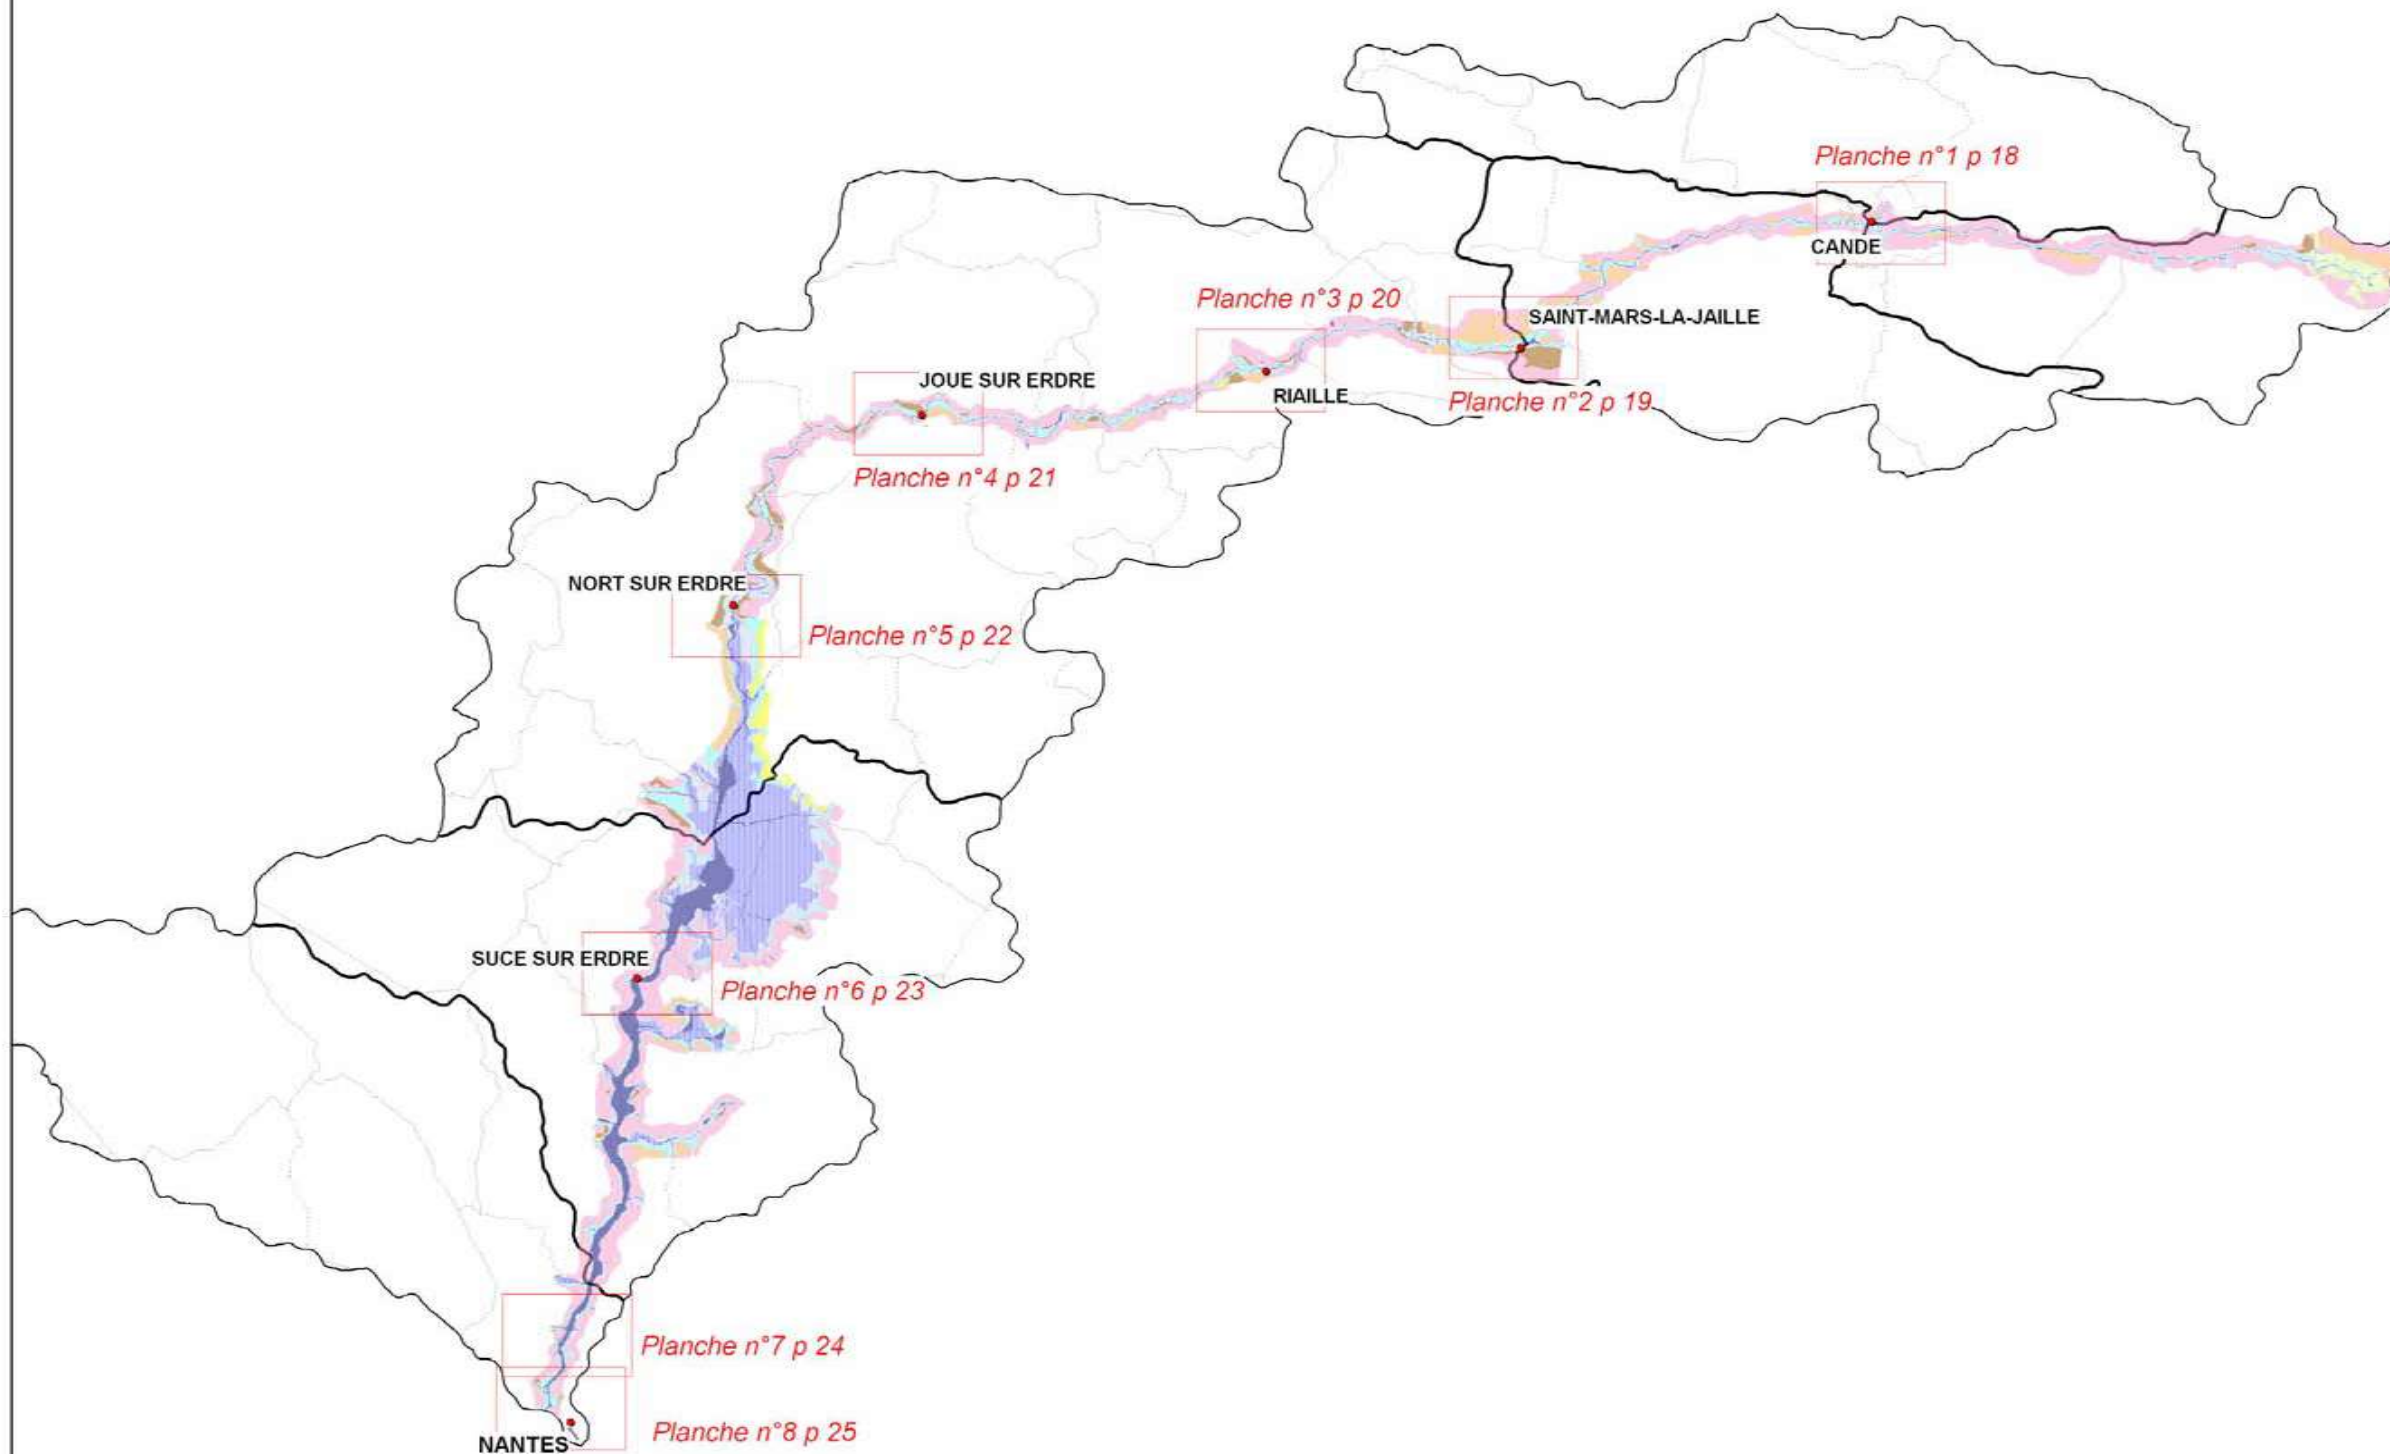 Planche n°1 p 18
CANDE
Planche n°3 p 20
SAINT-MARS-LA-JAILLE
JOUE SUR ERDRE
RIAILLE
Planche n°2 p 19
Planche n°4 p 21
NORT SUR ERDRE
Planche n°5 p 22
SUCE SUR ERDRE
Planche n°6 p 23
Planche n°7 p 24
Planche n°8 p 25
NANTES